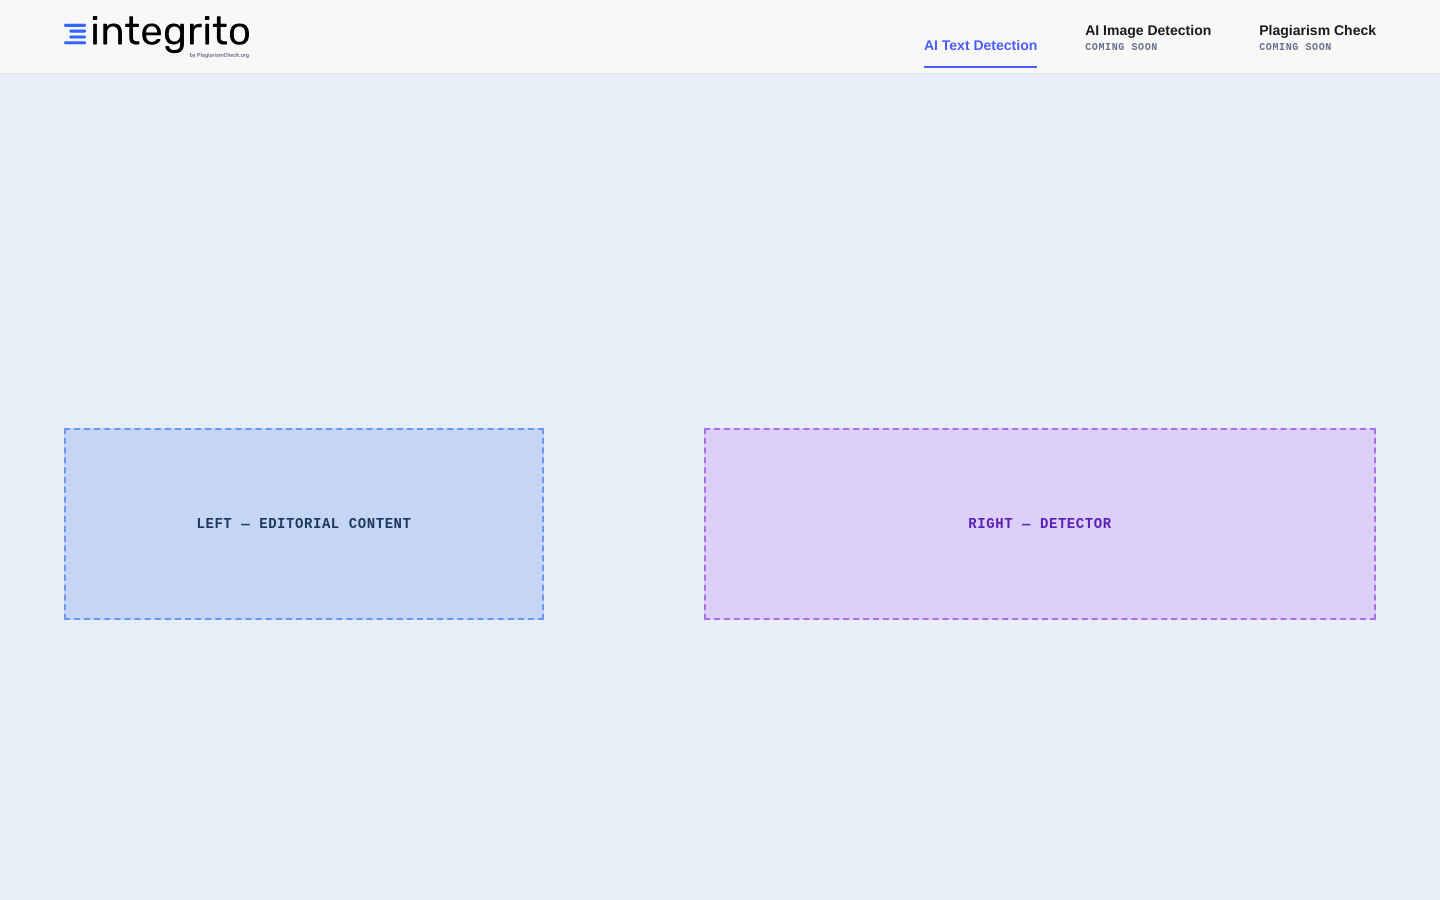 integrito
by PlagiarismCheck.org
AI Text Detection
AI Image Detection
COMING SOON
Plagiarism Check
COMING SOON
LEFT — EDITORIAL CONTENT
RIGHT — DETECTOR